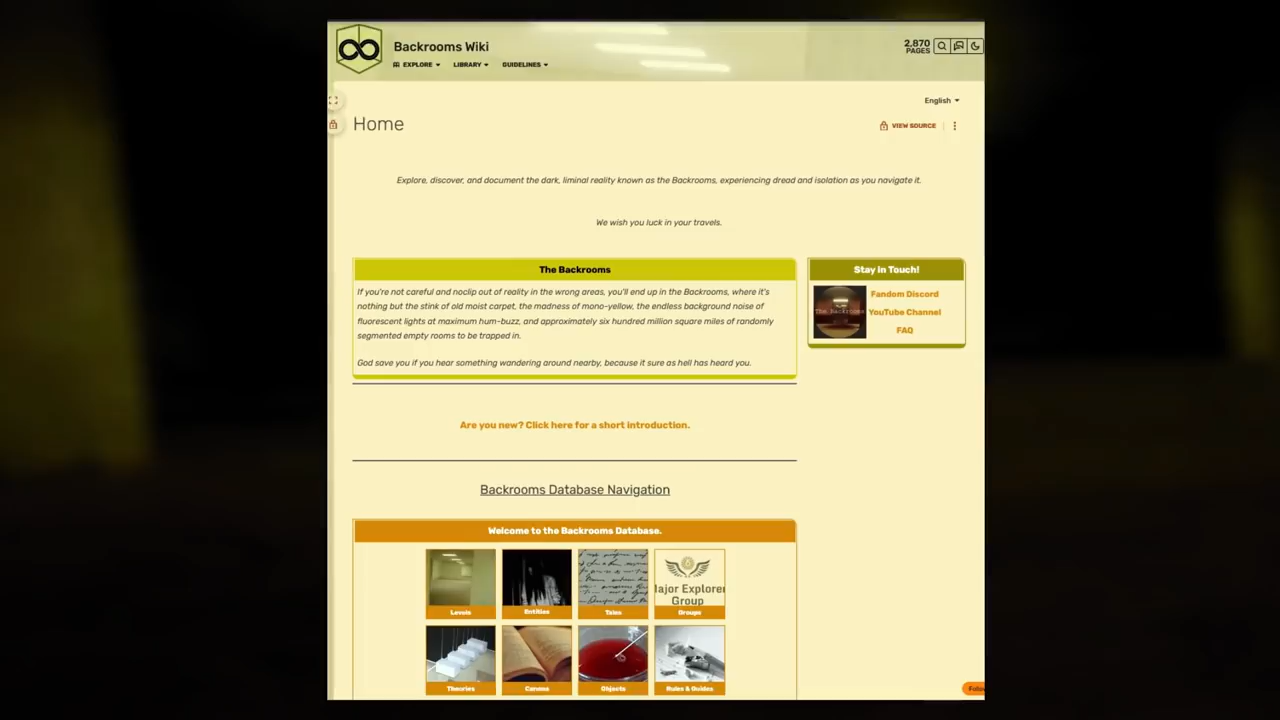 Backrooms Wiki
2,870
PAGES
EXPLORE
LIBRARY
GUIDELINES
English
Home
VIEW SOURCE
Explore, discover, and document the dark, liminal reality known as the Backrooms, experiencing dread and isolation as you navigate it.
We wish you luck in your travels.
The Backrooms
If you're not careful and noclip out of reality in the wrong areas, you'll end up in the Backrooms, where it's
nothing but the stink of old moist carpet, the madness of mono-yellow, the endless background noise of
fluorescent lights at maximum hum-buzz, and approximately six hundred million square miles of randomly
segmented empty rooms to be trapped in.
God save you if you hear something wandering around nearby, because it sure as hell has heard you.
Stay in Touch!
The Backrooms
Fandom Discord
YouTube Channel
FAQ
Are you new? Click here for a short introduction.
Backrooms Database Navigation
Welcome to the Backrooms Database.
ajor Explorer
Group
Levels
Entities
Tales
Groups
Theories
Canons
Objects
Rules & Guides